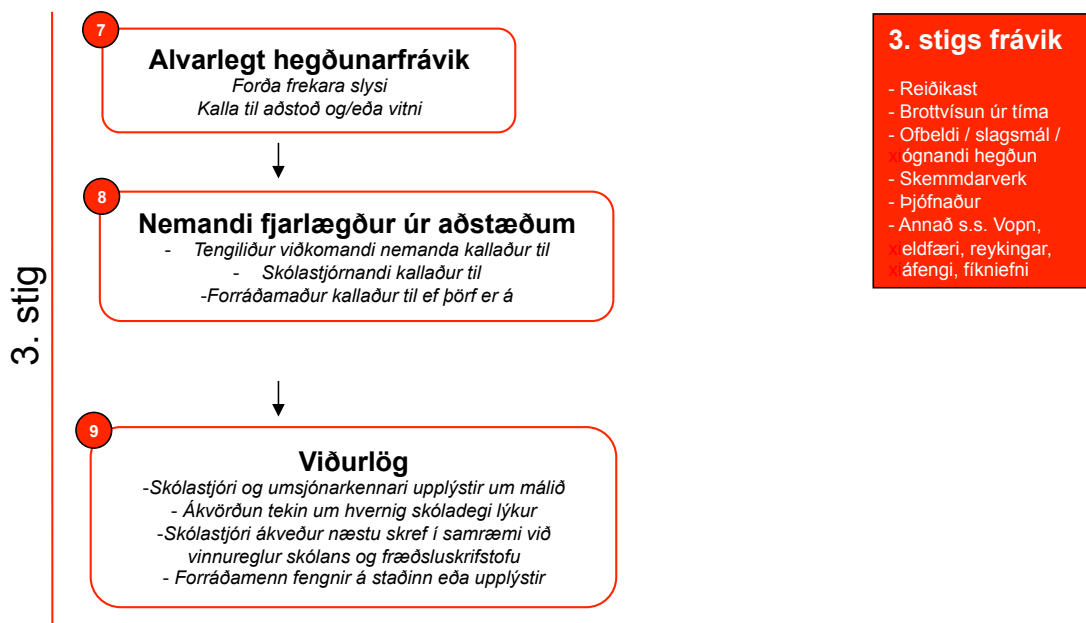 3. stig
7
Alvarlegt hegðunarfrávik
Forða frekara slysi
Kalla til aðstoð og/eða vitni
8
Nemandi fjarlægður úr aðstæðum
- Tengiliður viðkomandi nemanda kallaður til
- Skólastjórnandi kallaður til
-Forráðamaður kallaður til ef þörf er á
9
Viðurlög
-Skólastjóri og umsjónarkennari upplýstir um málið
- Ákvörðun tekin um hvernig skóladegi lýkur
-Skólastjóri ákveður næstu skref í samræmi við
vinnureglur skólans og fræðsluskrifstofu
- Forráðamenn fengnir á staðinn eða upplýstir
3. stigs frávik
- Reiðikast
- Brottvísun úr tíma
- Ofbeldi / slagsmál /
xiógnandi hegðun
- Skemmdarverk
- Þjófnaður
- Annað s.s. Vopn,
xieldfæri, reykingar,
xiáfengi, fíkniefni